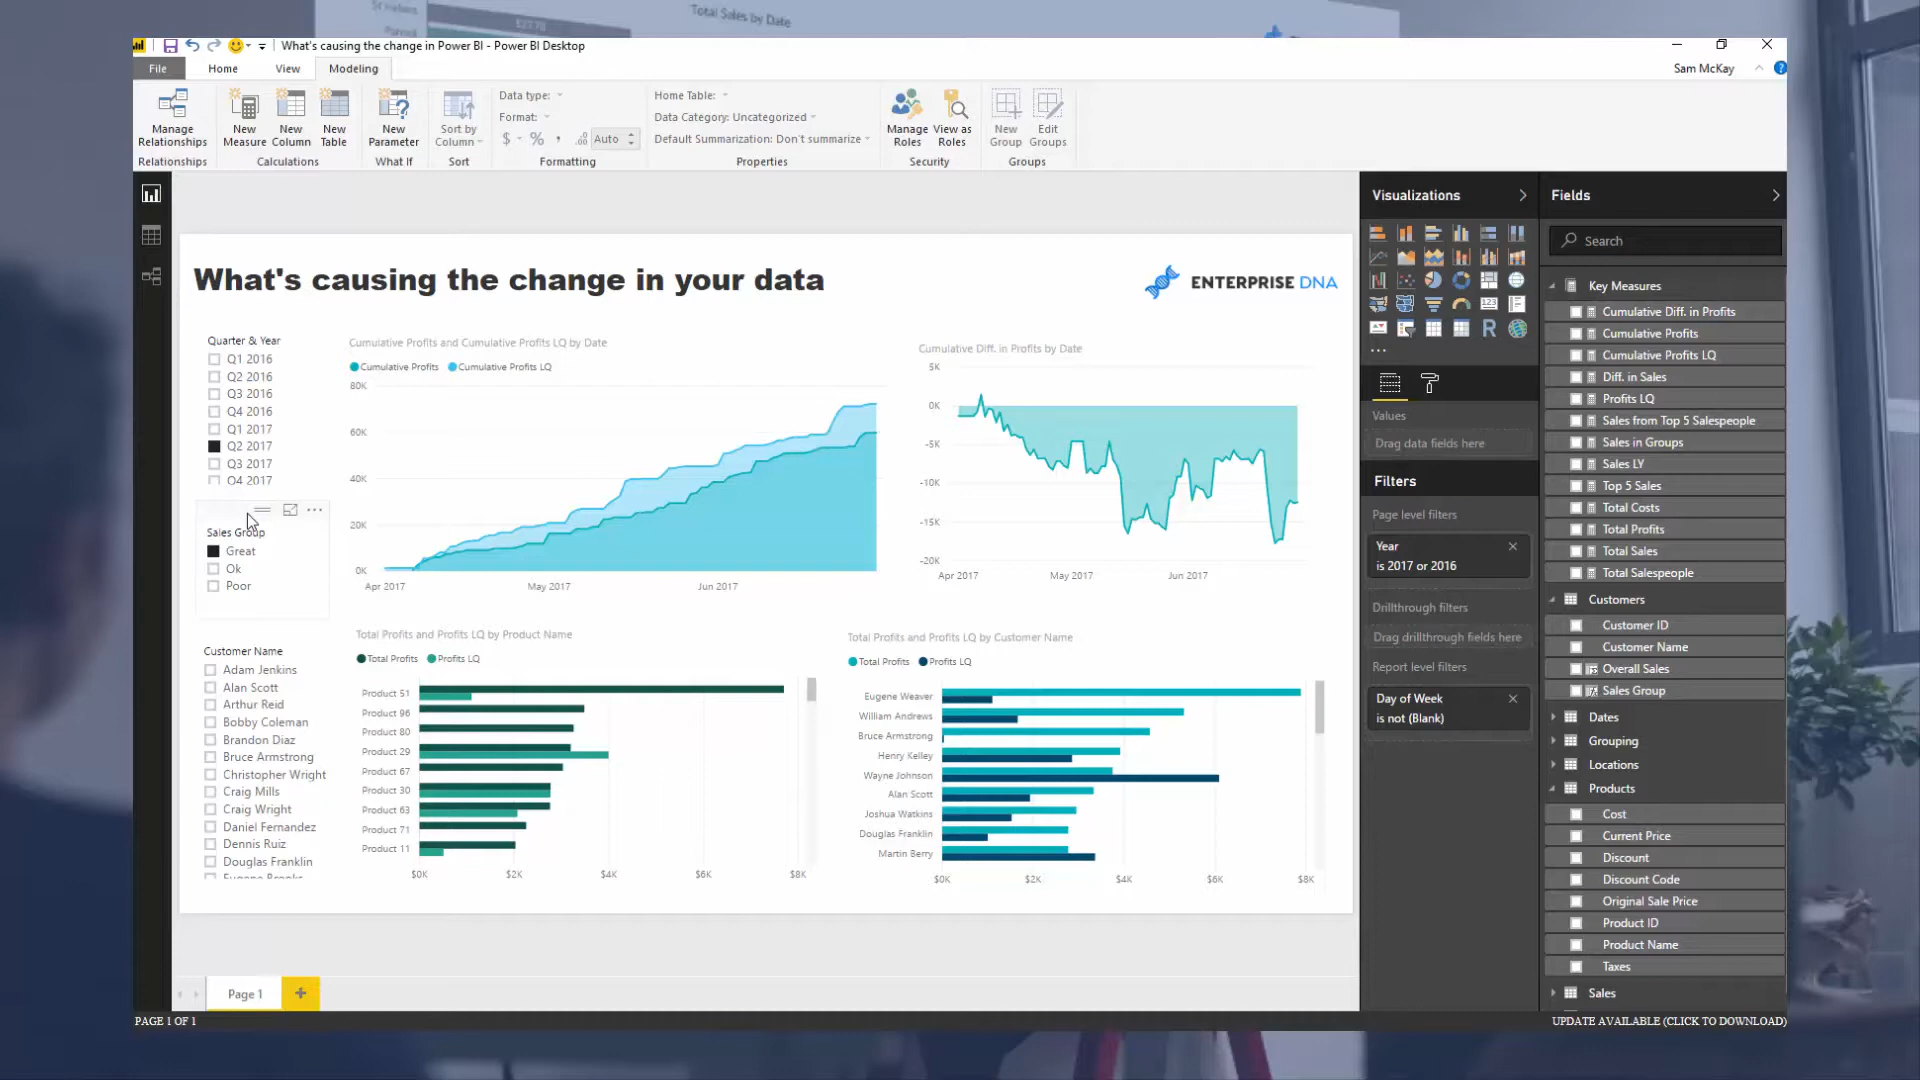 Total Sales by Date
What's causing the change in Power BI - Power BI Desktop
File
Home
View
Modeling
Sam McKay
Manage Relationships
New Measure
New Column
New Table
New Parameter
Sort by Column
Data type:
Format:
$ % , .00 Auto
Home Table:
Data Category: Uncategorized
Default Summarization: Don't summarize
Manage Roles
View as Roles
New Group
Edit Groups
Relationships
Calculations
What If
Sort
Formatting
Properties
Security
Groups
What's causing the change in your data
ENTERPRISE DNA
Quarter & Year
Q1 2016
Q2 2016
Q3 2016
Q4 2016
Q1 2017
Q2 2017
Q3 2017
Q4 2017
Sales Group
Great
Ok
Poor
Customer Name
Adam Jenkins
Alan Scott
Arthur Reid
Bobby Coleman
Brandon Diaz
Bruce Armstrong
Christopher Wright
Craig Mills
Craig Wright
Daniel Fernandez
Dennis Ruiz
Douglas Franklin
Eugene Brooks
Cumulative Profits and Cumulative Profits LQ by Date
Cumulative Profits
Cumulative Profits LQ
80K
60K
40K
20K
0K
Apr 2017
May 2017
Jun 2017
Cumulative Diff. in Profits by Date
5K
0K
-5K
-10K
-15K
-20K
Apr 2017
May 2017
Jun 2017
Total Profits and Profits LQ by Product Name
Total Profits
Profits LQ
Product 51
Product 96
Product 80
Product 29
Product 67
Product 30
Product 63
Product 71
Product 11
$0K
$2K
$4K
$6K
$8K
Total Profits and Profits LQ by Customer Name
Total Profits
Profits LQ
Eugene Weaver
William Andrews
Bruce Armstrong
Henry Kelley
Wayne Johnson
Alan Scott
Joshua Watkins
Douglas Franklin
Martin Berry
$0K
$2K
$4K
$6K
$8K
Visualizations
R
123
Values
Drag data fields here
Filters
Page level filters
Year
is 2017 or 2016
Drillthrough filters
Drag drillthrough fields here
Report level filters
Day of Week
is not (Blank)
Fields
Search
Key Measures
Cumulative Diff. in Profits
Cumulative Profits
Cumulative Profits LQ
Diff. in Sales
Profits LQ
Sales from Top 5 Salespeople
Sales in Groups
Sales LY
Top 5 Sales
Total Costs
Total Profits
Total Sales
Total Salespeople
Customers
Customer ID
Customer Name
Overall Sales
Sales Group
Dates
Grouping
Locations
Products
Cost
Current Price
Discount
Discount Code
Original Sale Price
Product ID
Product Name
Taxes
Sales
Page 1
PAGE 1 OF 1
UPDATE AVAILABLE (CLICK TO DOWNLOAD)